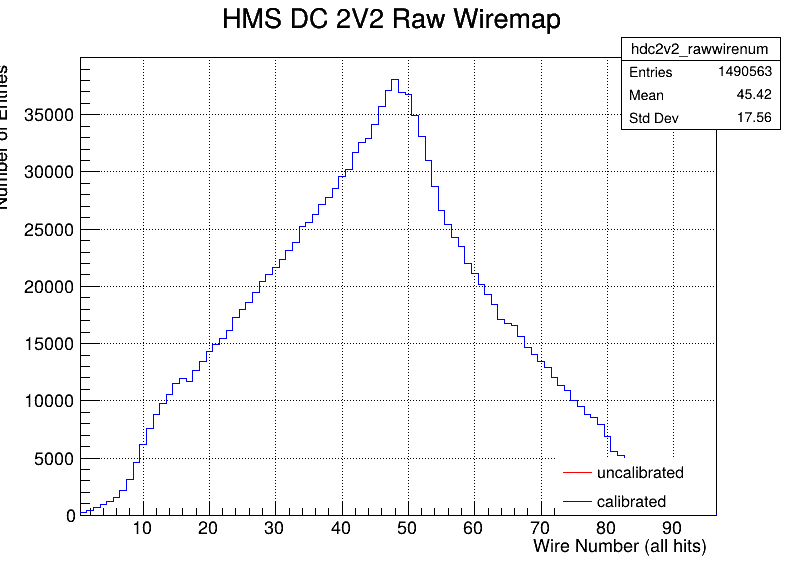 HMS DC 2V2 Raw Wiremap
hdc2v2_rawwirenum
Entries 1490563
Mean 45.42
Std Dev 17.56
Number of Entries
35000
30000
25000
20000
15000
10000
5000
0
uncalibrated
calibrated
10 20 30 40 50 60 70 80 90
Wire Number (all hits)